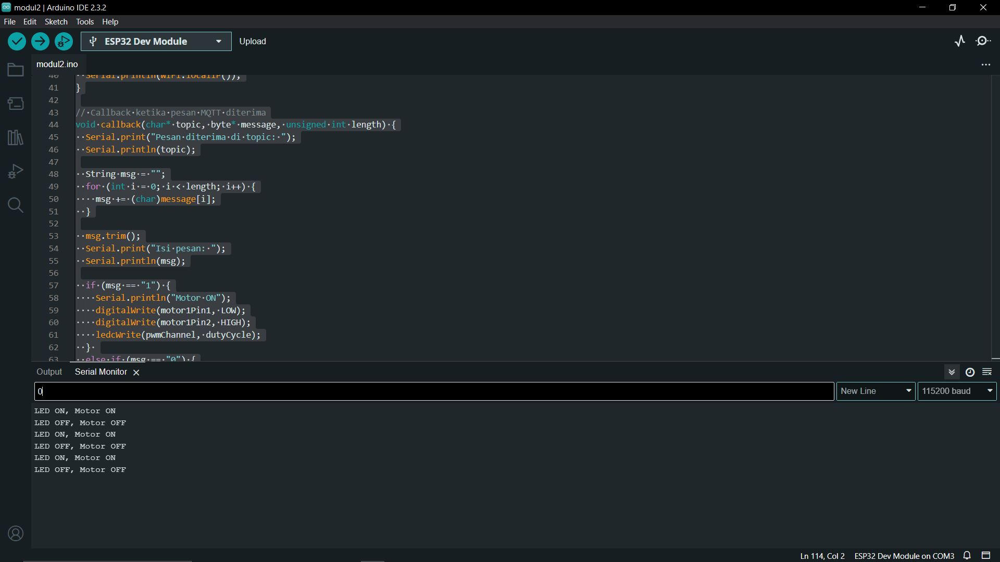 modul2 | Arduino IDE 2.3.2
File Edit Sketch Tools Help
ESP32 Dev Module Upload
modul2.ino
40 ··Serial.println(WiFi.localIP());
41 }
42
43 //·Callback·ketika·pesan·MQTT·diterima
44 void·callback(char*·topic,·byte*·message,·unsigned·int·length)·{
45 ··Serial.print("Pesan·diterima·di·topic:·");
46 ··Serial.println(topic);
47
48 ··String·msg·=·"";
49 ··for·(int·i·=·0;·i·<·length;·i++)·{
50 ····msg·+=·(char)message[i];
51 ··}
52
53 ··msg.trim();
54 ··Serial.print("Isi·pesan:·");
55 ··Serial.println(msg);
56
57 ··if·(msg·==·"1")·{
58 ····Serial.println("Motor·ON");
59 ····digitalWrite(motor1Pin1,·LOW);
60 ····digitalWrite(motor1Pin2,·HIGH);
61 ····ledcWrite(pwmChannel,·dutyCycle);
62 ··}·
63 ··else·if·(msg·==·"0")·{
Output Serial Monitor
0 New Line 115200 baud
LED ON, Motor ON
LED OFF, Motor OFF
LED ON, Motor ON
LED OFF, Motor OFF
LED ON, Motor ON
LED OFF, Motor OFF
Ln 114, Col 2 ESP32 Dev Module on COM3